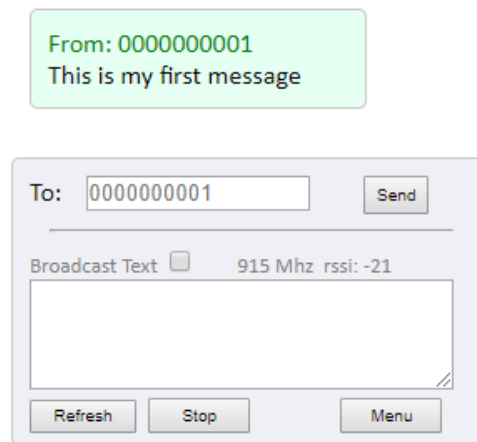 From: 0000000001
This is my first message
To: 0000000001 Send
Broadcast Text 915 Mhz rssi: -21
Refresh Stop Menu